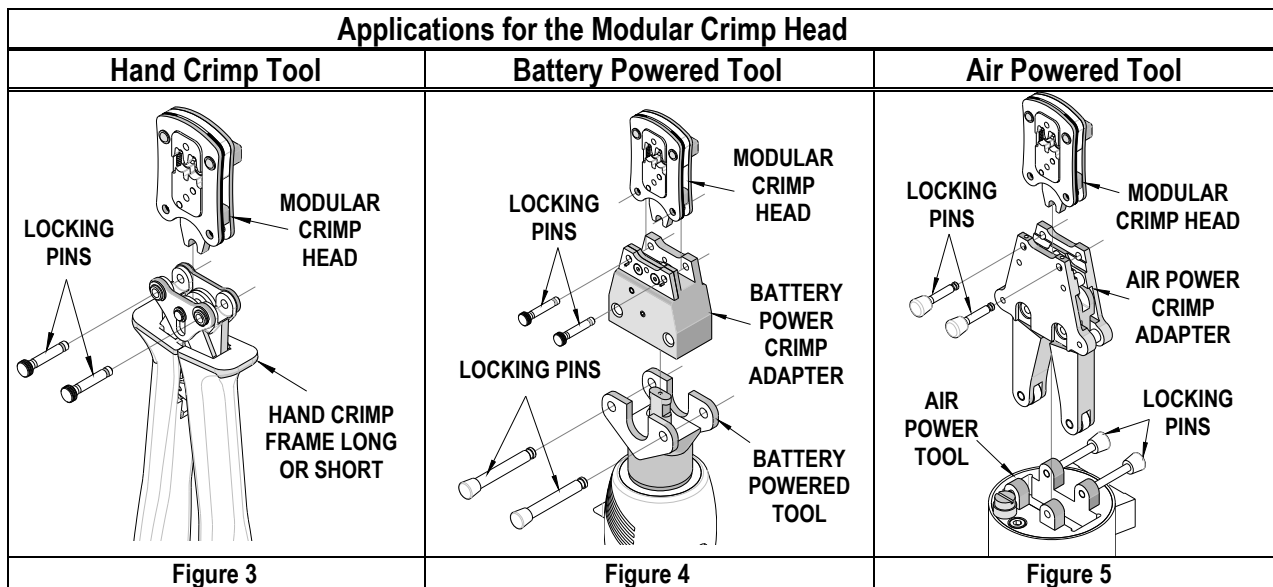 Applications for the Modular Crimp Head
Hand Crimp Tool
Battery Powered Tool
Air Powered Tool
LOCKING
PINS
MODULAR
CRIMP
HEAD
HAND CRIMP
FRAME LONG
OR SHORT
MODULAR
CRIMP
HEAD
LOCKING
PINS
BATTERY
POWER
CRIMP
ADAPTER
LOCKING PINS
BATTERY
POWERED
TOOL
LOCKING
PINS
MODULAR
CRIMP HEAD
AIR POWER
CRIMP
ADAPTER
AIR
POWER
TOOL
LOCKING
PINS
Figure 3
Figure 4
Figure 5